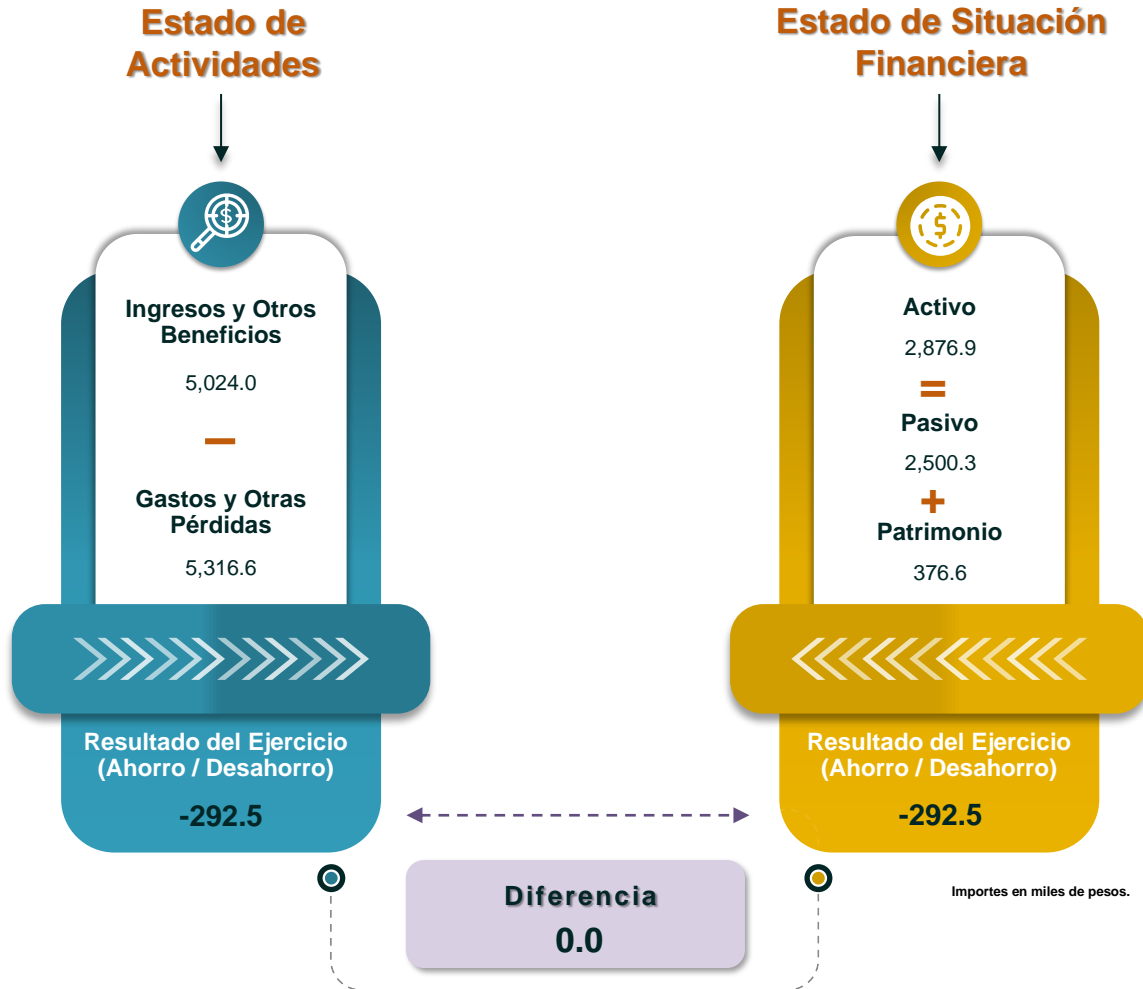 Estado de
Actividades
Ingresos y Otros
Beneficios
5,024.0
–
Gastos y Otras
Pérdidas
5,316.6
Resultado del Ejercicio
(Ahorro / Desahorro)
-292.5
Estado de Situación
Financiera
$
Activo
2,876.9
=
Pasivo
2,500.3
+
Patrimonio
376.6
Resultado del Ejercicio
(Ahorro / Desahorro)
-292.5
Diferencia
0.0
Importes en miles de pesos.